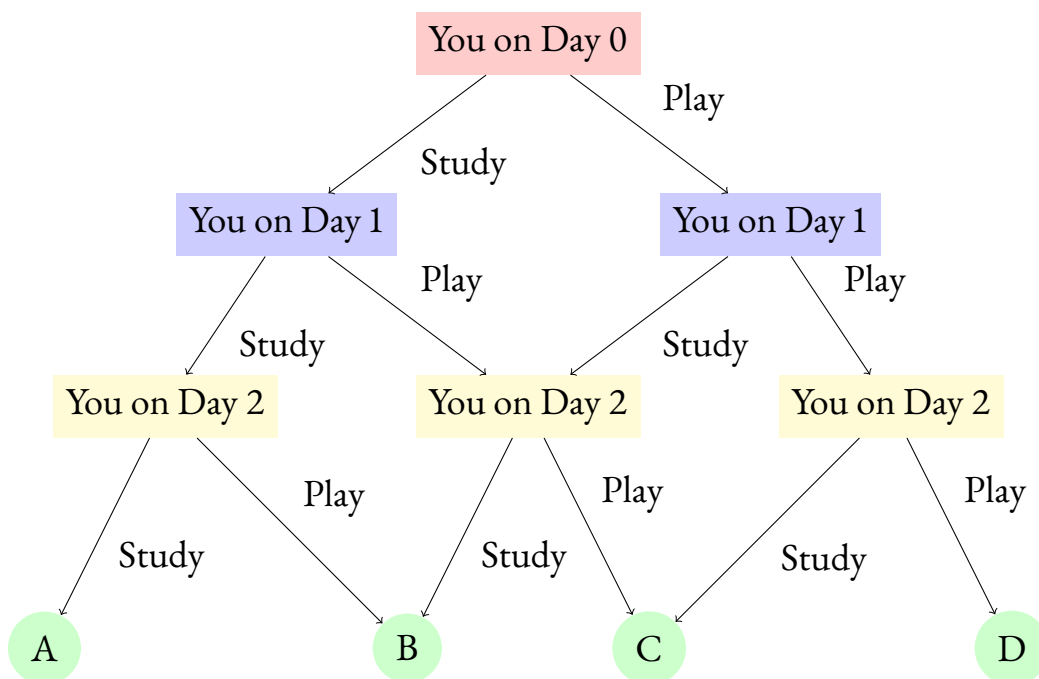 You on Day 0
Play
Study
You on Day 1
You on Day 1
Play
Play
Study
Study
You on Day 2
You on Day 2
You on Day 2
Play
Play
Play
Study
Study
Study
A
B
C
D